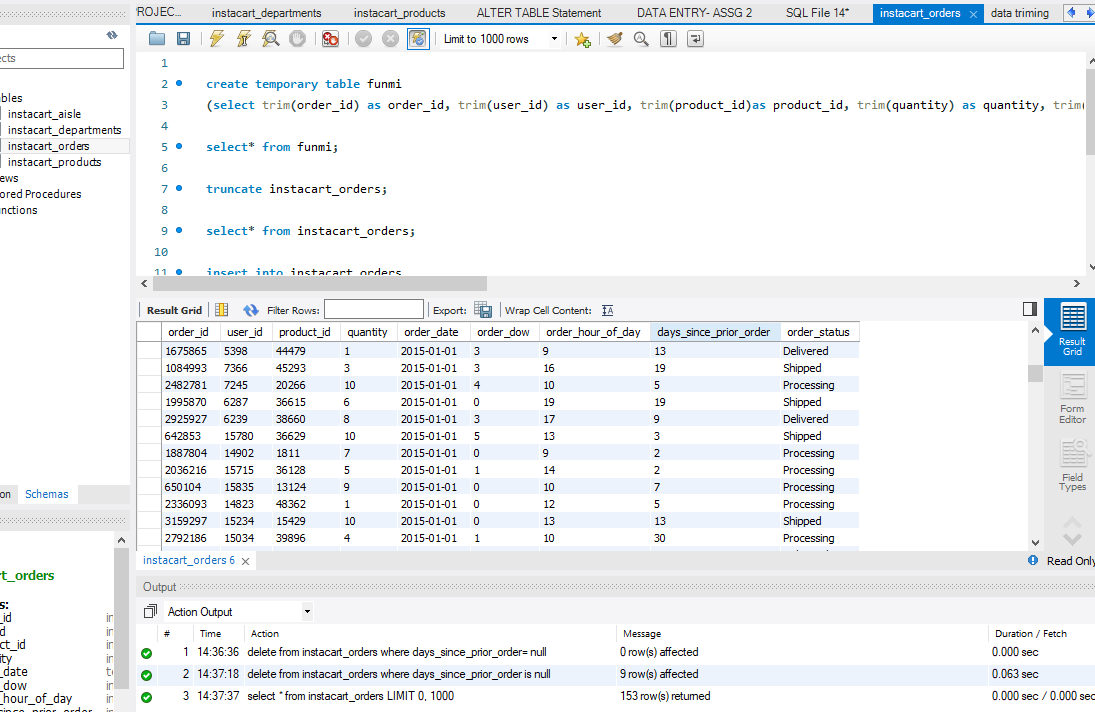 ROJEC...
instacart_departments
instacart_products
ALTER TABLE Statement
DATA ENTRY- ASSG 2
SQL File 14*
instacart_orders
data triming
Limit to 1000 rows
ects
bles
instacart_aisle
instacart_departments
instacart_orders
instacart_products
ews
ored Procedures
unctions
1
2 create temporary table funmi
3 (select trim(order_id) as order_id, trim(user_id) as user_id, trim(product_id)as product_id, trim(quantity) as quantity, trim(
4
5 select* from funmi;
6
7 truncate instacart_orders;
8
9 select* from instacart_orders;
10
11 insert into instacart_orders
Result Grid Filter Rows: Export: Wrap Cell Content:
order_id user_id product_id quantity order_date order_dow order_hour_of_day days_since_prior_order order_status
1675865 5398 44479 1 2015-01-01 3 9 13 Delivered
1084993 7366 45293 3 2015-01-01 3 16 19 Shipped
2482781 7245 20266 10 2015-01-01 4 10 5 Processing
1995870 6287 36615 6 2015-01-01 0 19 19 Shipped
2925927 6239 38660 8 2015-01-01 3 17 9 Delivered
642853 15780 36629 10 2015-01-01 5 13 3 Shipped
1887804 14902 1811 7 2015-01-01 0 9 2 Processing
2036216 15715 36128 5 2015-01-01 1 14 2 Processing
650104 15835 13124 9 2015-01-01 0 10 7 Processing
2336093 14823 48362 1 2015-01-01 0 12 5 Processing
3159297 15234 15429 10 2015-01-01 0 13 13 Shipped
2792186 15034 39896 4 2015-01-01 1 10 30 Processing
Result
Grid
Form
Editor
Field
Types
on Schemas
instacart_orders 6
Read Only
t_orders
s:
_id in
d in
ct_id in
ity in
_date te
_dow in
_hour_of_day in
since_prior_order in
Output
Action Output
# Time Action Message Duration / Fetch
1 14:36:36 delete from instacart_orders where days_since_prior_order= null 0 row(s) affected 0.000 sec
2 14:37:18 delete from instacart_orders where days_since_prior_order is null 9 row(s) affected 0.063 sec
3 14:37:37 select * from instacart_orders LIMIT 0, 1000 153 row(s) returned 0.000 sec / 0.000 sec